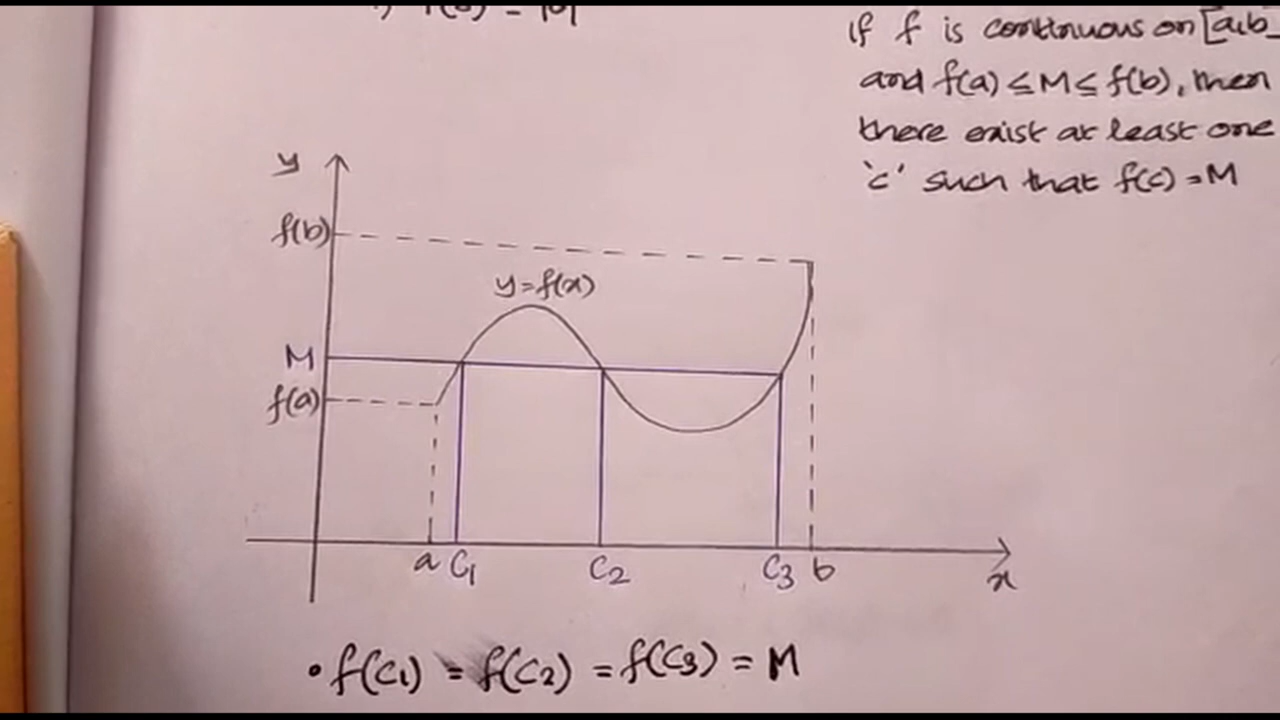 If f is continuous on [a,b]
and f(a) ≤ M ≤ f(b), then
there exist at least one
'c' such that f(c) = M
y
f(b)
y=f(x)
M
f(a)
a C1 C2 C3 b
x
• f(C1) = f(C2) = f(C3) = M